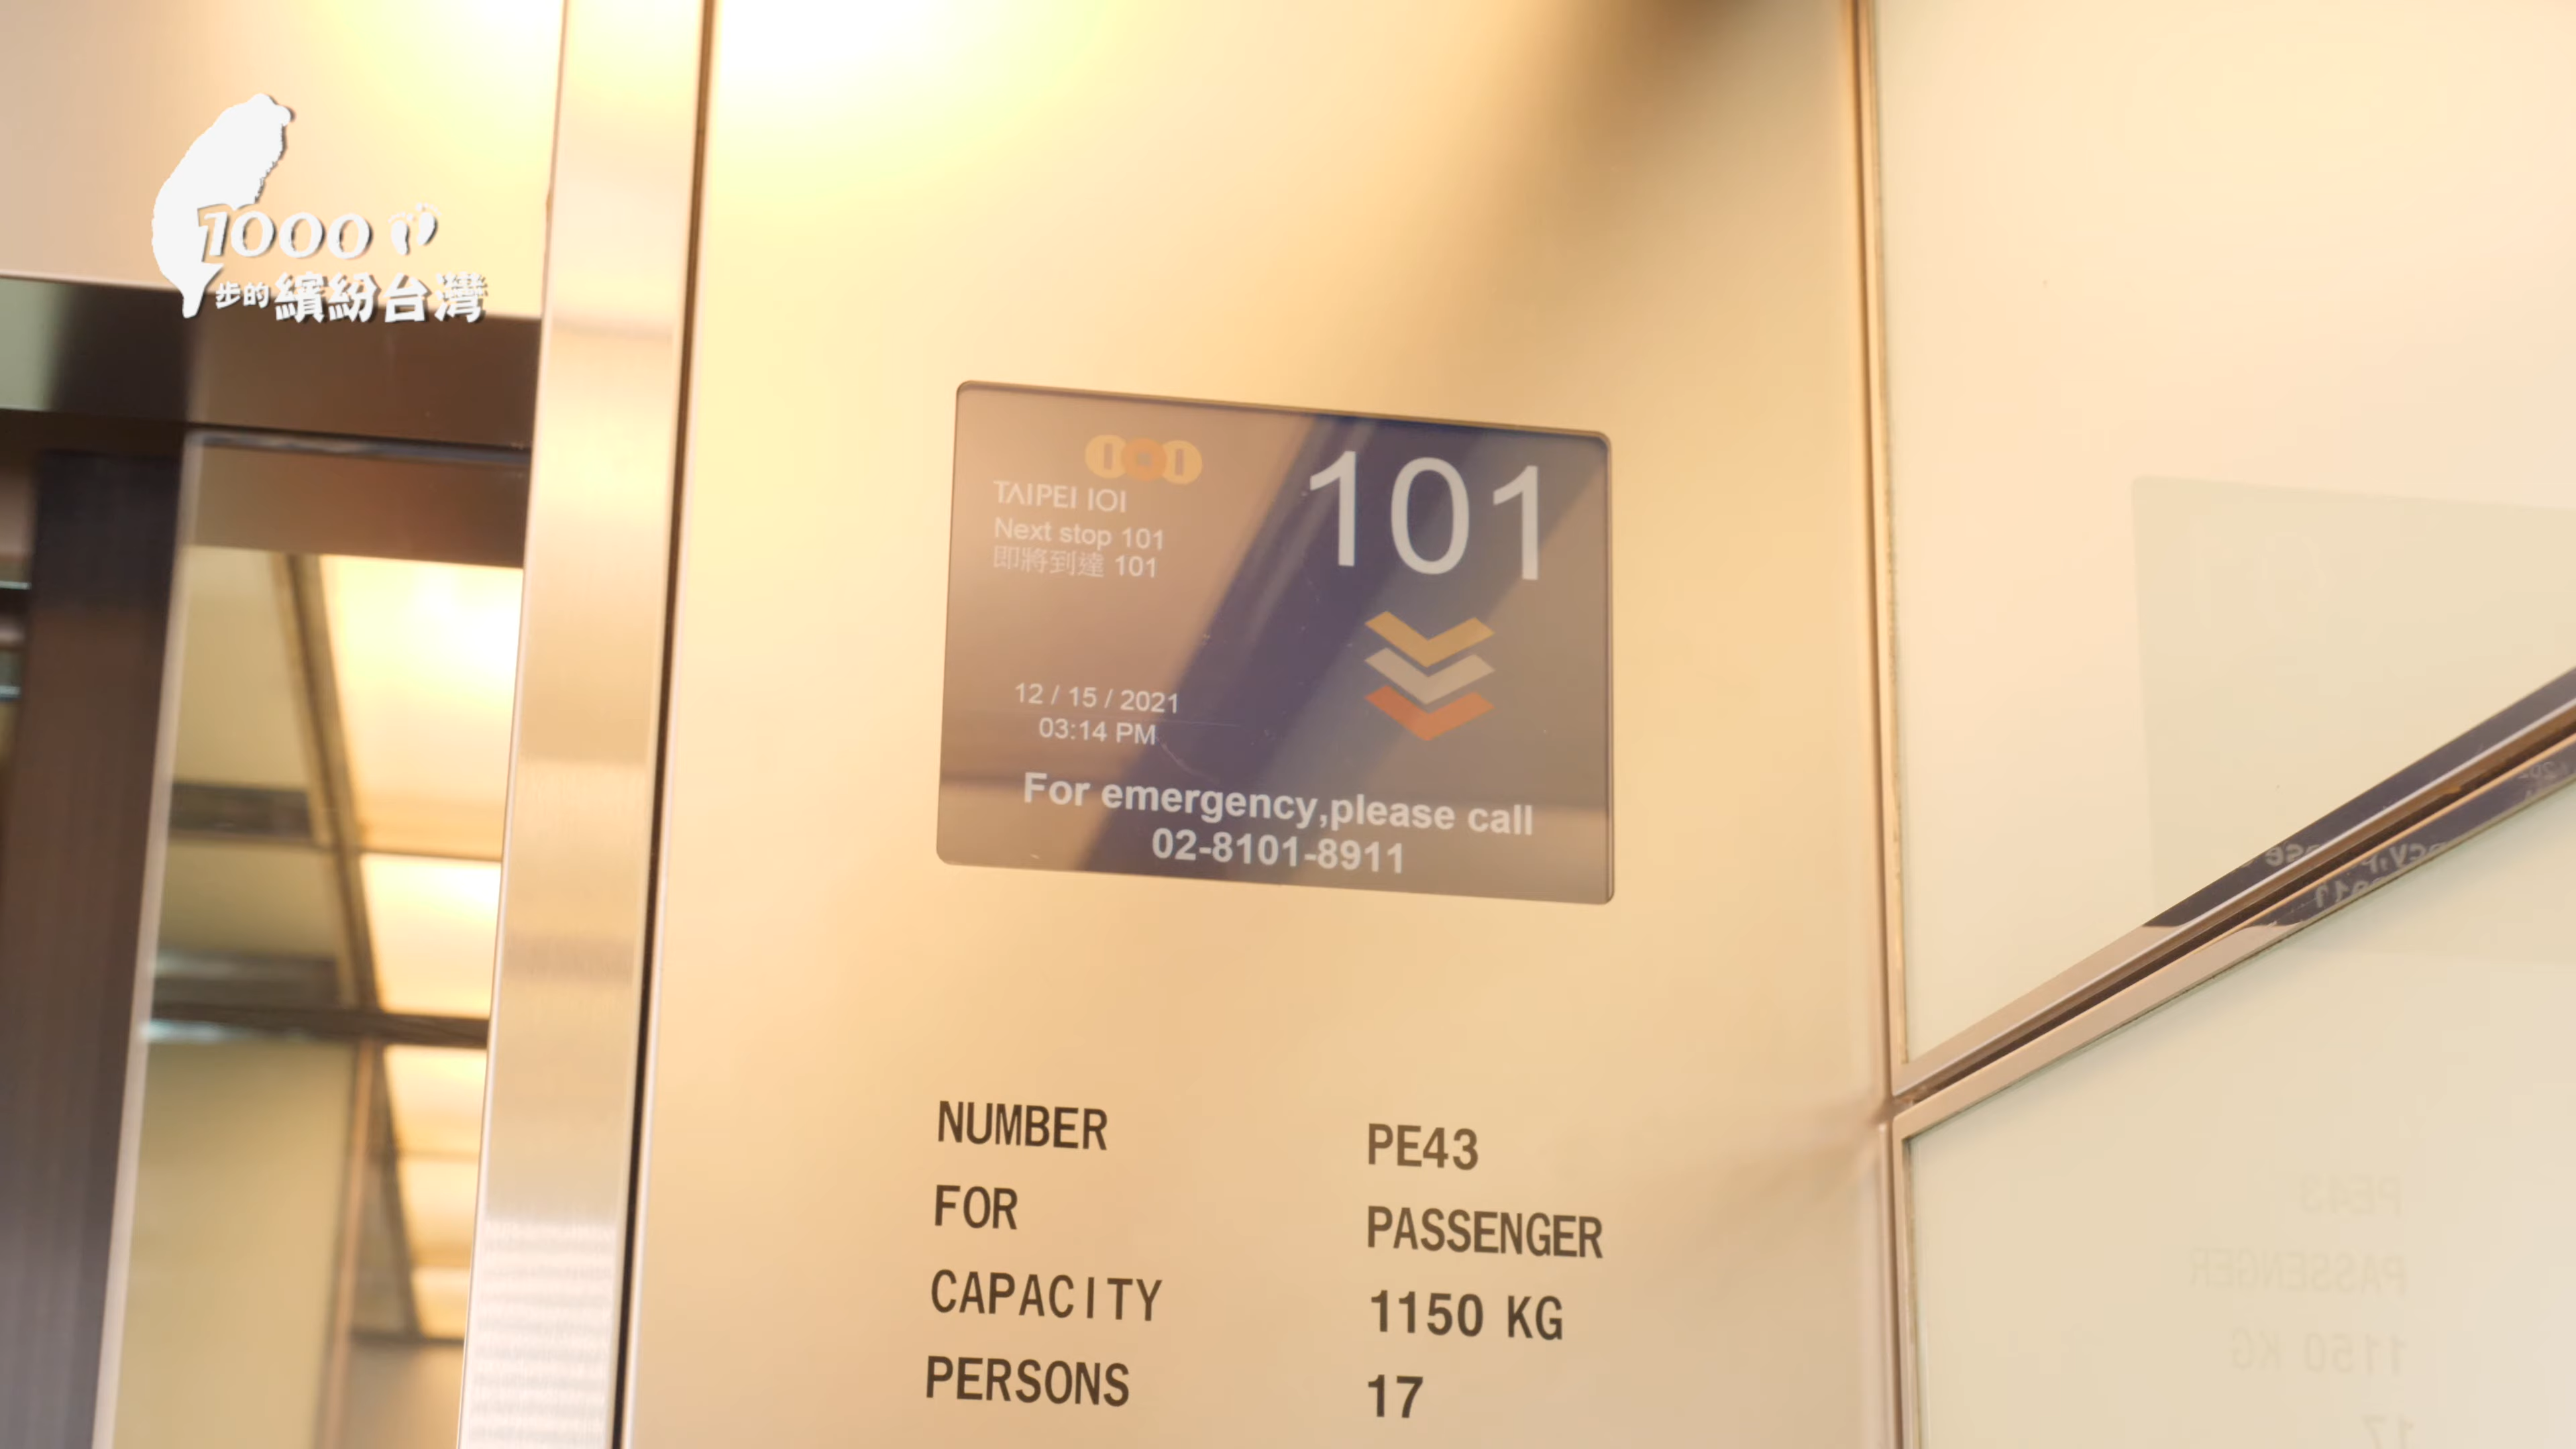 1000
步的繽紛台灣
TAIPEI 101
Next stop 101
即將到達 101
101
12 / 15 / 2021
03:14 PM
For emergency,please call
02-8101-8911
NUMBER PE43
FOR PASSENGER
CAPACITY 1150 KG
PERSONS 17